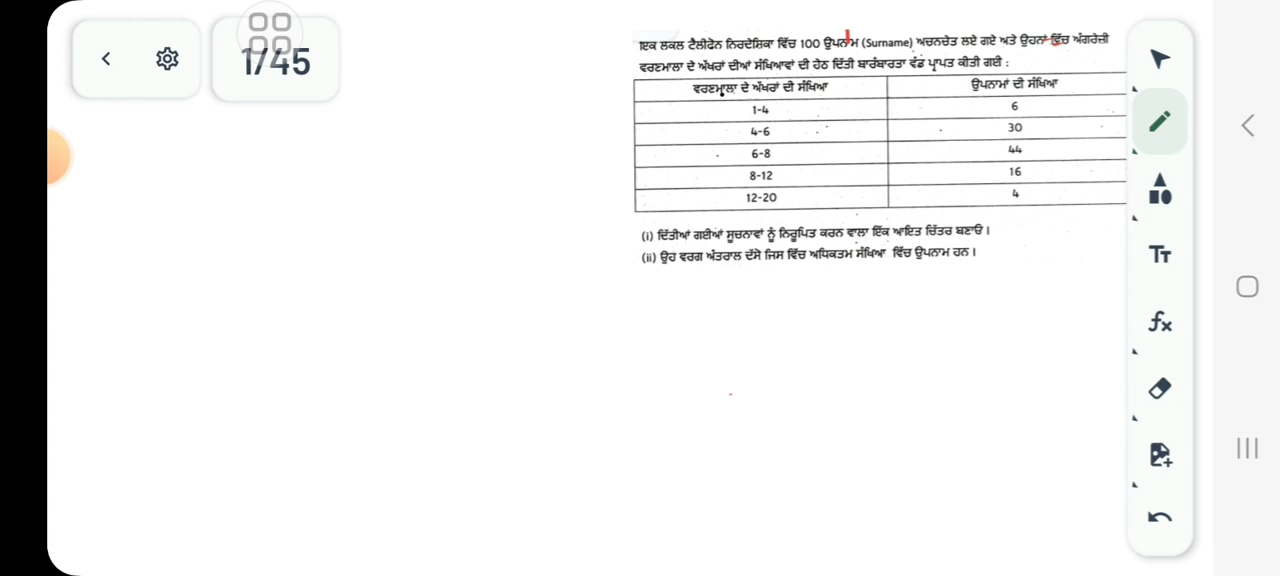 1/45
ਇਕ ਲਕਲ ਟੈਲੀਫੋਨ ਨਿਰਦੇਸ਼ਿਕਾ ਵਿੱਚ 100 ਉਪਨਾਮ (Surname) ਅਚਨਚੇਤ ਲਏ ਗਏ ਅਤੇ ਉਹਨਾਂ ਵਿੱਚ ਅੰਗਰੇਜ਼ੀ
ਵਰਣਮਾਲਾ ਦੇ ਅੱਖਰਾਂ ਦੀਆਂ ਸੰਖਿਆਵਾਂ ਦੀ ਹੇਠ ਦਿੱਤੀ ਬਾਰੰਬਾਰਤਾ ਵੰਡ ਪ੍ਰਾਪਤ ਕੀਤੀ ਗਈ :
ਵਰਣਮਾਲਾ ਦੇ ਅੱਖਰਾਂ ਦੀ ਸੰਖਿਆ ਉਪਨਾਮਾਂ ਦੀ ਸੰਖਿਆ
1-4 6
4-6 30
6-8 44
8-12 16
12-20 4
(i) ਦਿੱਤੀਆਂ ਗਈਆਂ ਸੂਚਨਾਵਾਂ ਨੂੰ ਨਿਰੂਪਿਤ ਕਰਨ ਵਾਲਾ ਇੱਕ ਆਇਤ ਚਿੱਤਰ ਬਣਾਓ।
(ii) ਉਹ ਵਰਗ ਅੰਤਰਾਲ ਦੱਸੋ ਜਿਸ ਵਿੱਚ ਅਧਿਕਤਮ ਸੰਖਿਆ ਵਿੱਚ ਉਪਨਾਮ ਹਨ।
Tт
fx